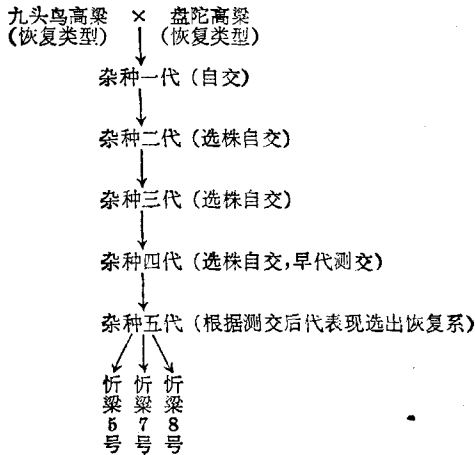 九头鸟高粱 × 盘陀高粱
(恢复类型) (恢复类型)
杂种一代 (自交)
杂种二代 (选株自交)
杂种三代 (选株自交)
杂种四代 (选株自交,早代测交)
杂种五代 (根据测交后代表现选出恢复系)
忻粱5号
忻粱7号
忻粱8号